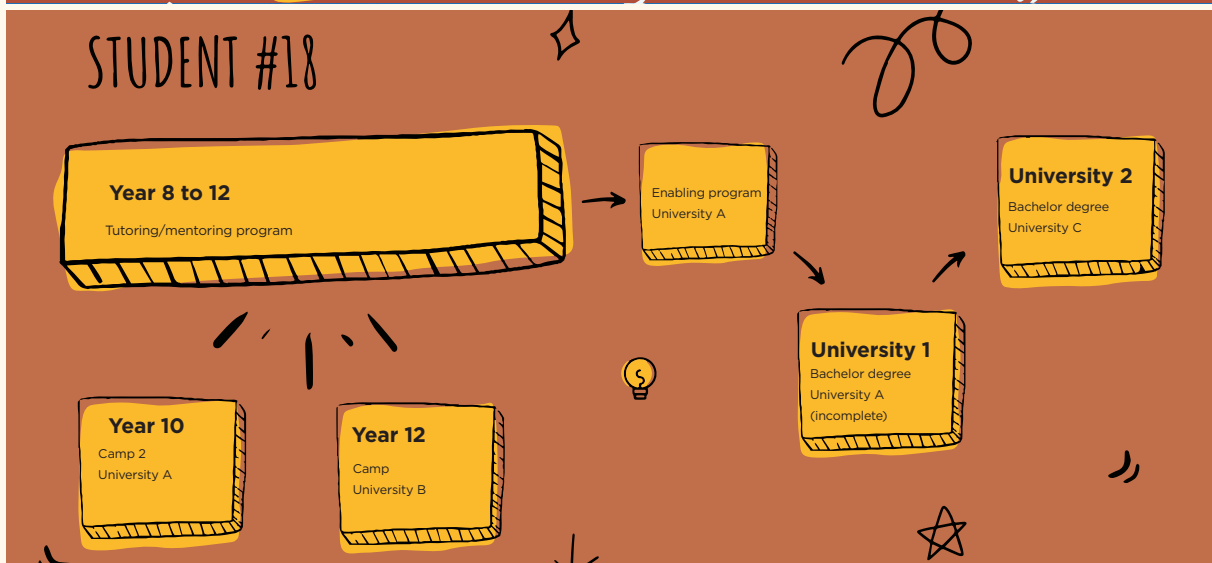 STUDENT #18
Year 8 to 12
Tutoring/mentoring program
Enabling program
University A
University 2
Bachelor degree
University C
University 1
Bachelor degree
University A
(incomplete)
Year 10
Camp 2
University A
Year 12
Camp
University B